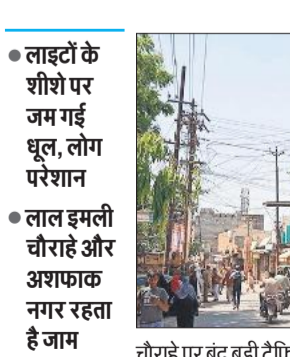 ● लाइटों के
शीशे पर
जम गई
धूल, लोग
परेशान
● लाल इमली
चौराहे और
अशफाक
नगर रहता
है जाम
चौराहे पर बंद बड़ी ट्रैफि